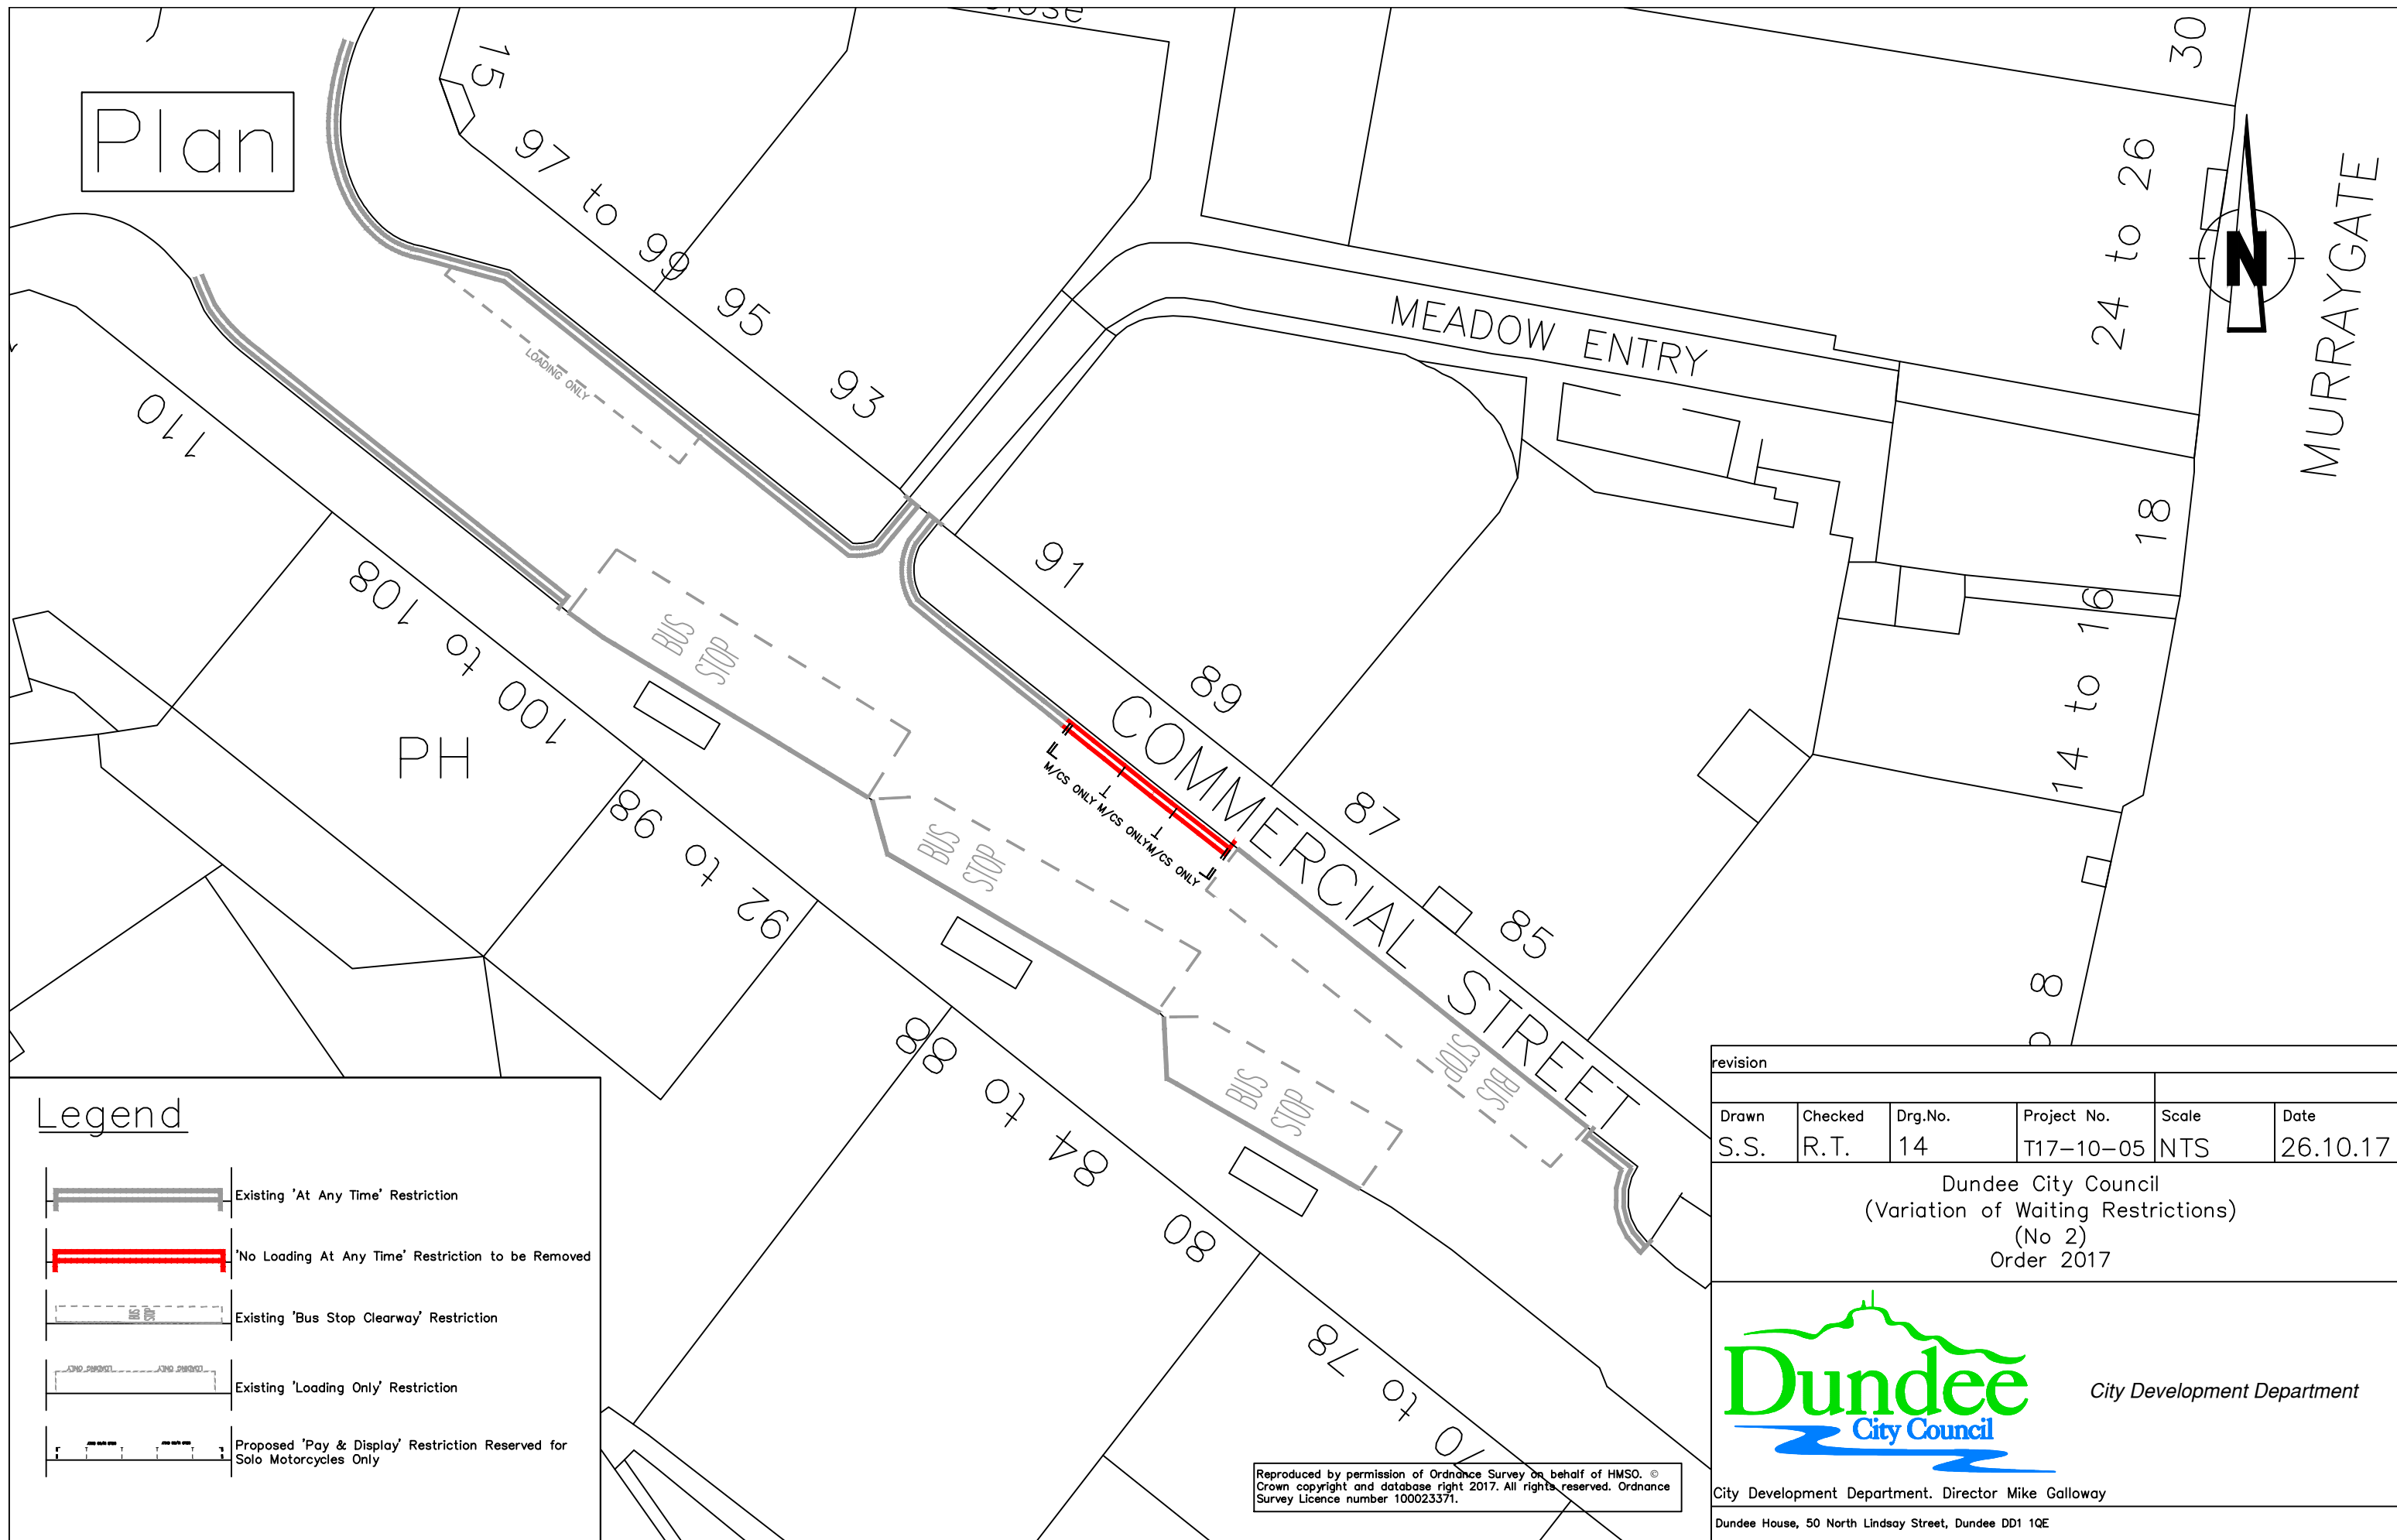 Plan
15
97 to 99
95
93
91
89
87
85
110
100 to 108
PH
92 to 98
84 to 88
80
70 to 78
30
24 to 26
18
14 to 16
8
MEADOW ENTRY
MURRAYGATE
N
COMMERCIAL STREET
LOADING ONLY
BUS
STOP
BUS
STOP
BUS
STOP
BUS
STOP
M/CS ONLY M/CS ONLY M/CS ONLY
Legend
Existing 'At Any Time' Restriction
'No Loading At Any Time' Restriction to be Removed
BUS
STOP
Existing 'Bus Stop Clearway' Restriction
LOADING ONLY LOADING ONLY
Existing 'Loading Only' Restriction
Proposed 'Pay & Display' Restriction Reserved for
Solo Motorcycles Only
Reproduced by permission of Ordnance Survey on behalf of HMSO. ©
Crown copyright and database right 2017. All rights reserved. Ordnance
Survey Licence number 100023371.
revision
Drawn Checked Drg.No. Project No. Scale Date
S.S. R.T. 14 T17-10-05 NTS 26.10.17
Dundee City Council
(Variation of Waiting Restrictions)
(No 2)
Order 2017
Dundee
City Council
City Development Department
City Development Department. Director Mike Galloway
Dundee House, 50 North Lindsay Street, Dundee DD1 1QE